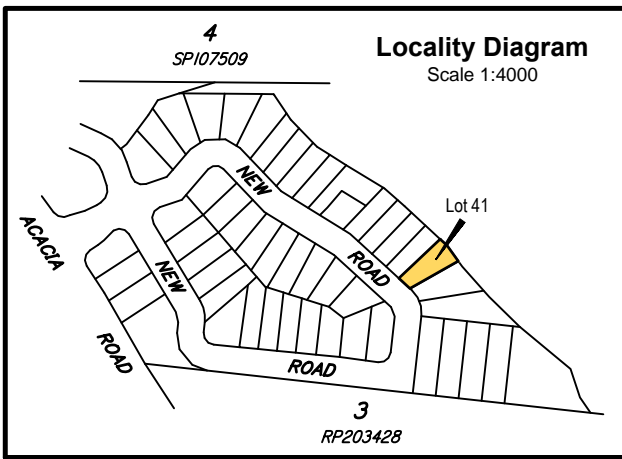 4
SP107509
Locality Diagram
Scale 1:4000
NEW
Lot 41
ACACIA
NEW
ROAD
ROAD
ROAD
3
RP203428